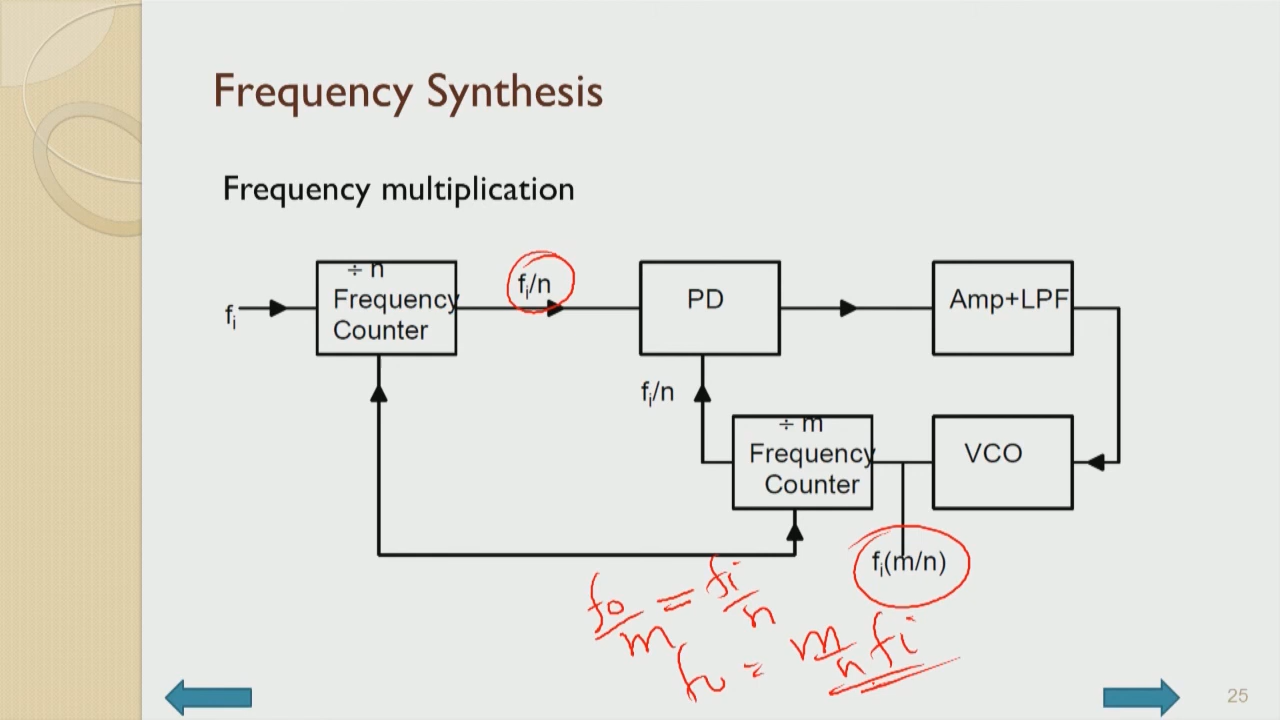 Frequency Synthesis
Frequency multiplication
÷ n
Frequency
Counter
fi
fi/n
PD
Amp+LPF
fi/n
÷ m
Frequency
Counter
VCO
fi(m/n)
fo/m = fi/n
fo = m/n fi
25